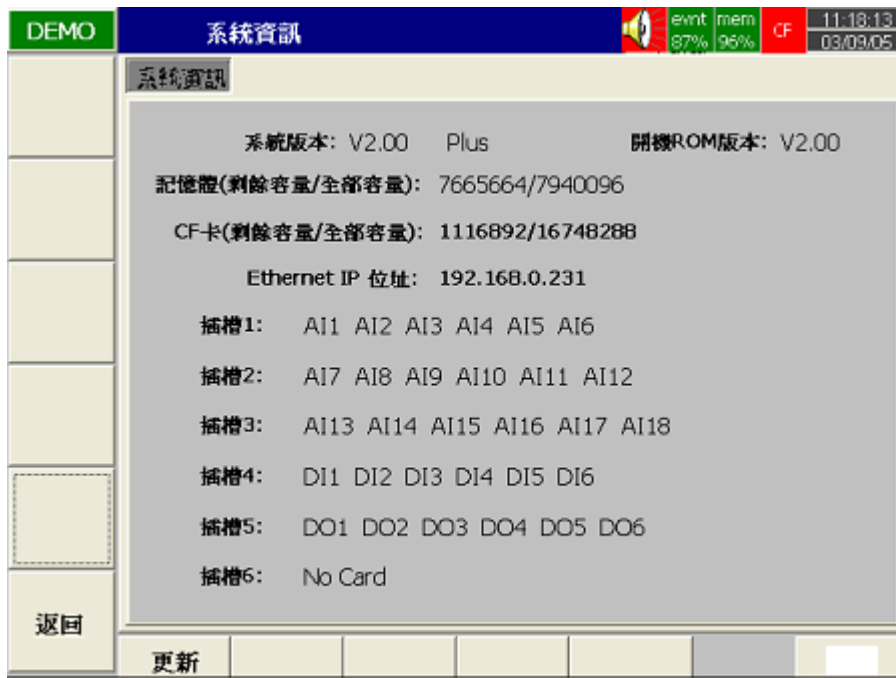 DEMO 系統資訊 evnt 87% mem 96% CF 11:18:13 03/09/05
系統資訊
系統版本: V2.00 Plus 開機ROM版本: V2.00
記憶體(剩餘容量/全部容量): 7665664/7940096
CF卡(剩餘容量/全部容量): 1116892/16748288
Ethernet IP 位址: 192.168.0.231
插槽1: AI1 AI2 AI3 AI4 AI5 AI6
插槽2: AI7 AI8 AI9 AI10 AI11 AI12
插槽3: AI13 AI14 AI15 AI16 AI17 AI18
插槽4: DI1 DI2 DI3 DI4 DI5 DI6
插槽5: DO1 DO2 DO3 DO4 DO5 DO6
插槽6: No Card
返回
更新